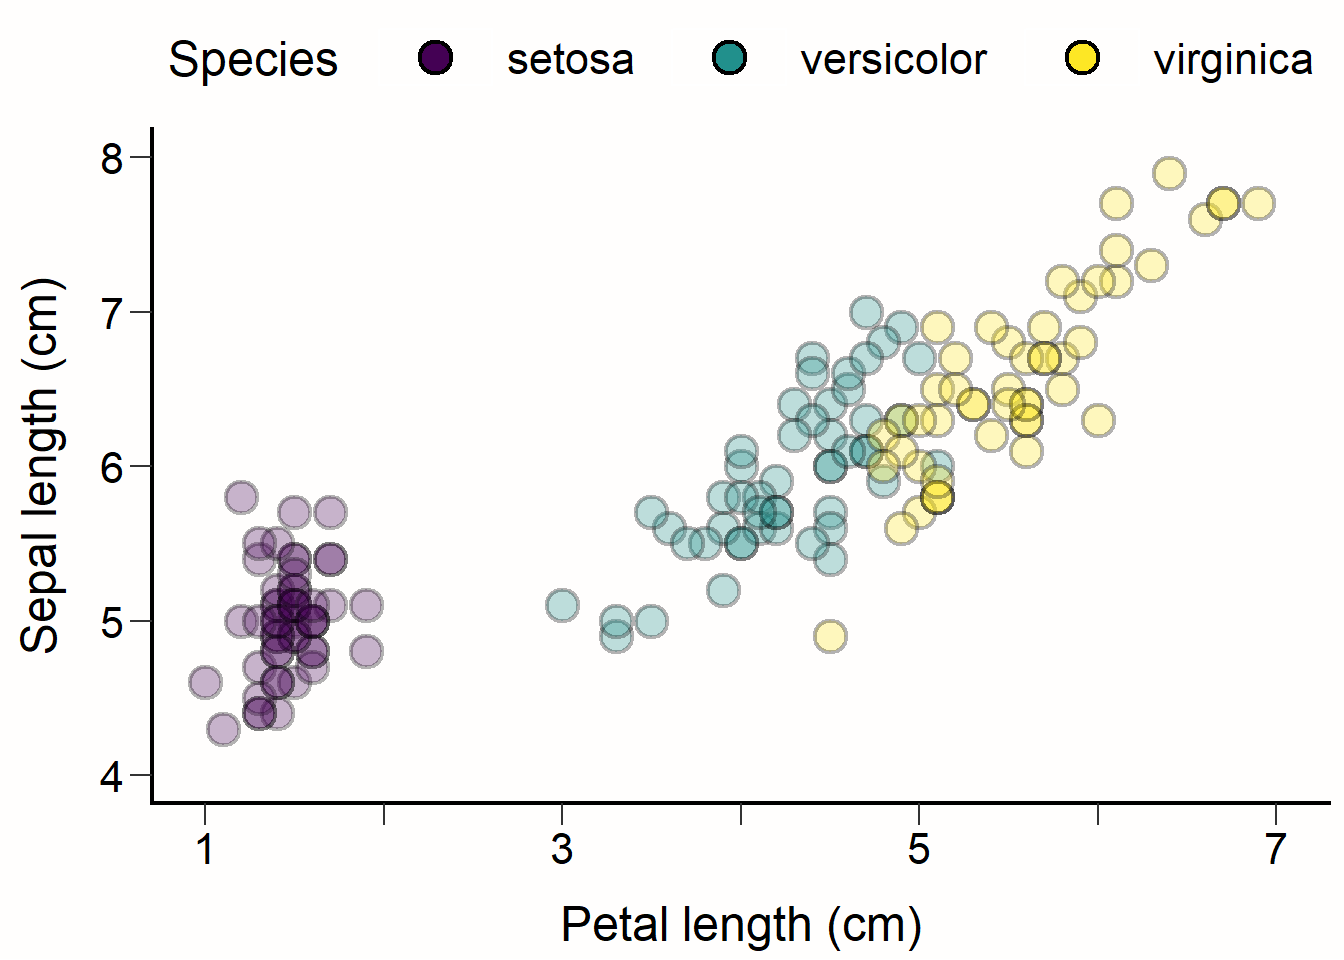 Species setosa versicolor virginica
8
7
6
5
4
Sepal length (cm)
1 3 5 7
Petal length (cm)